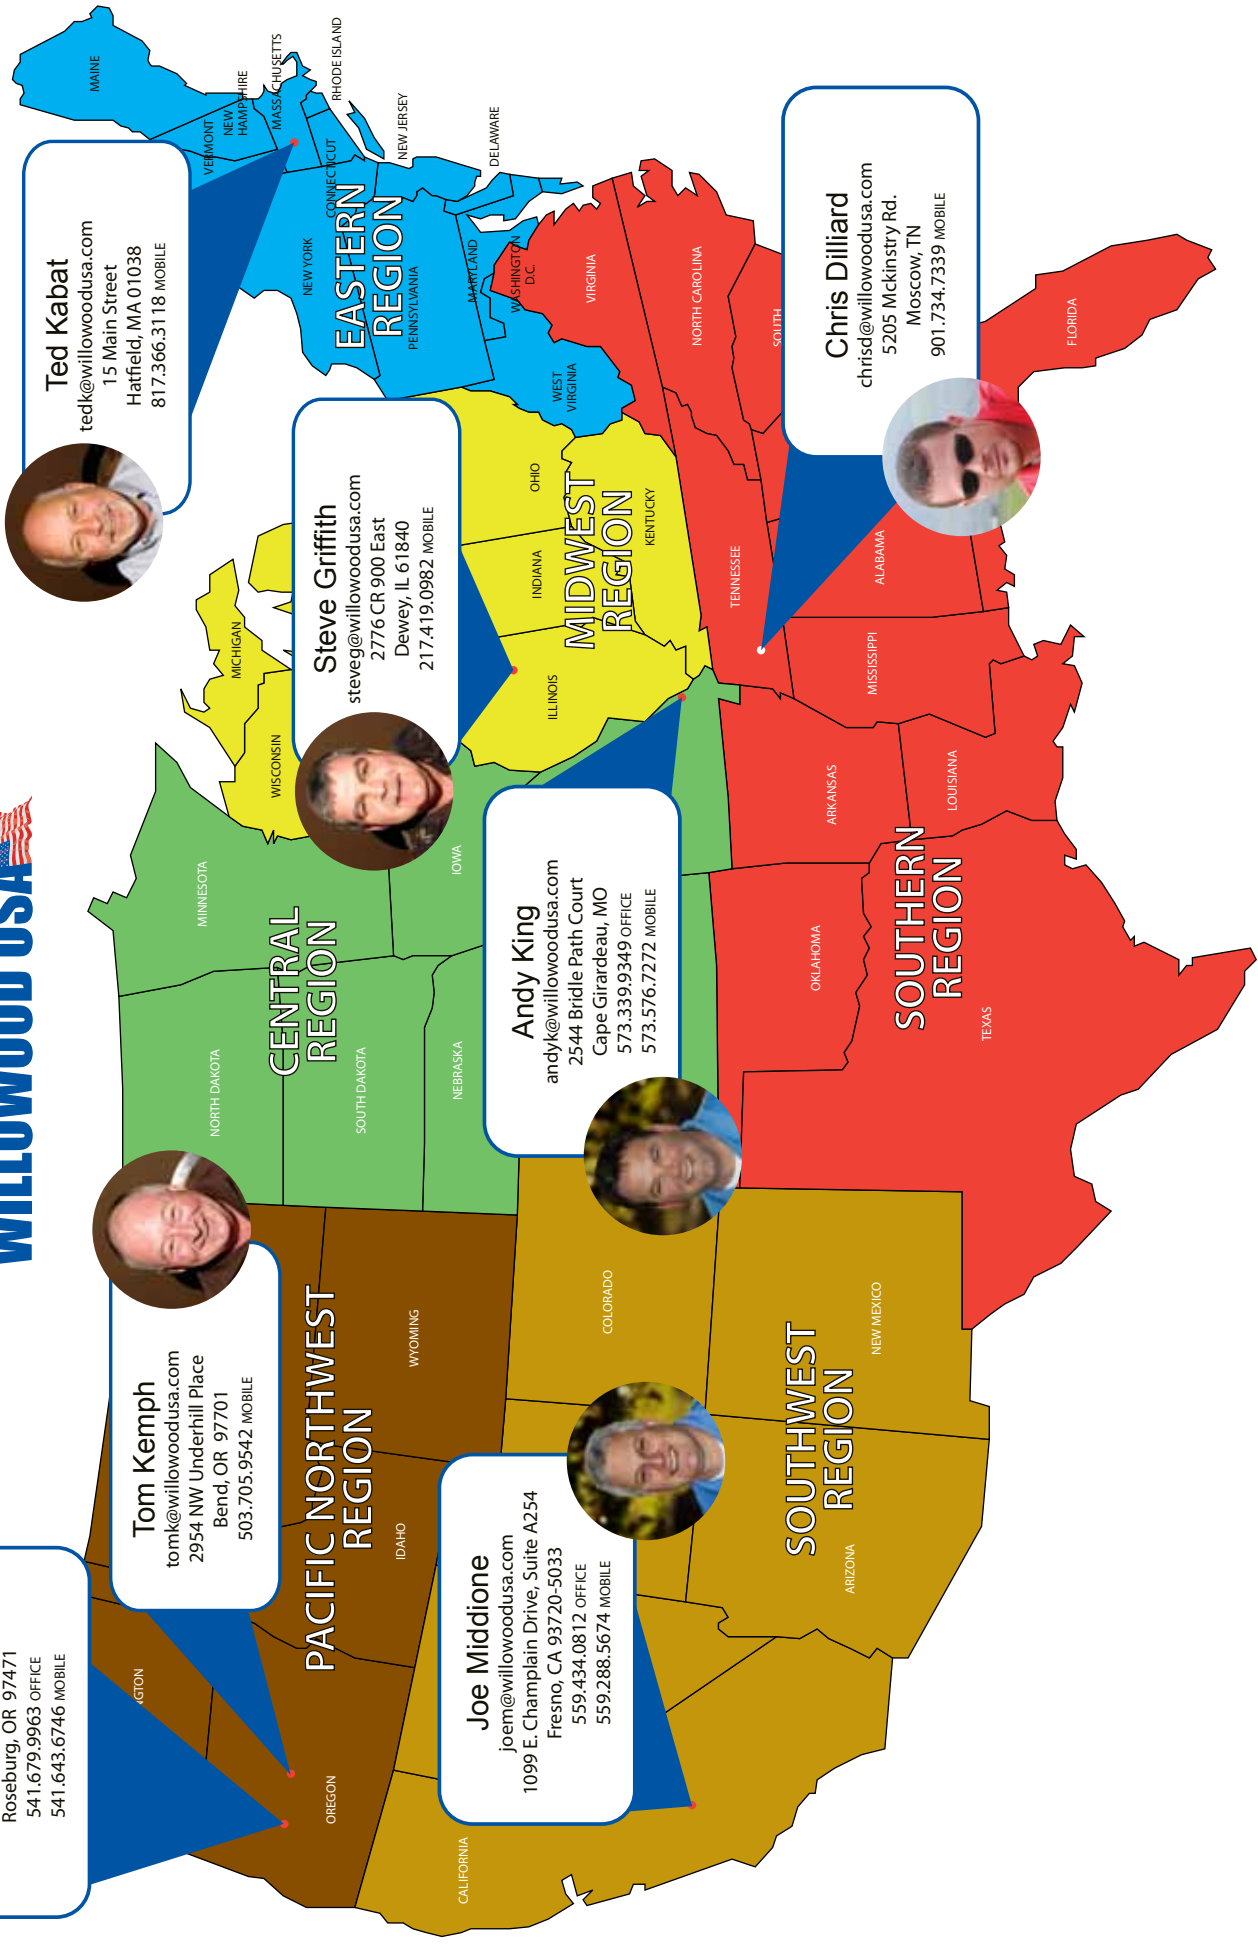 WILLOWOOD USA
Roseburg, OR 97471
541.679.9963 OFFICE
541.643.6746 MOBILE
Tom Kemph
tomk@willowoodusa.com
2954 NW Underhill Place
Bend, OR 97701
503.705.9542 MOBILE
Ted Kabat
tedk@willowoodusa.com
15 Main Street
Hatfield, MA 01038
817.366.3118 MOBILE
Steve Griffith
steveg@willowoodusa.com
2776 CR 900 East
Dewey, IL 61840
217.419.0982 MOBILE
Joe Middione
joem@willowoodusa.com
1099 E. Champlain Drive, Suite A254
Fresno, CA 93720-5033
559.434.0812 OFFICE
559.288.5674 MOBILE
Andy King
andyk@willowoodusa.com
2544 Bridle Path Court
Cape Girardeau, MO
573.339.9349 OFFICE
573.576.7272 MOBILE
Chris Dilliard
chrisd@willowoodusa.com
5205 Mckinstry Rd.
Moscow, TN
901.734.7339 MOBILE
PACIFIC NORTHWEST
REGION
NGTON
OREGON
IDAHO
WYOMING
SOUTHWEST
REGION
CALIFORNIA
ARIZONA
COLORADO
NEW MEXICO
CENTRAL
REGION
NORTH DAKOTA
SOUTH DAKOTA
NEBRASKA
MINNESOTA
IOWA
MIDWEST
REGION
WISCONSIN
MICHIGAN
ILLINOIS
INDIANA
OHIO
KENTUCKY
SOUTHERN
REGION
TEXAS
OKLAHOMA
ARKANSAS
LOUISIANA
MISSISSIPPI
ALABAMA
TENNESSEE
FLORIDA
SOUTH
NORTH CAROLINA
VIRGINIA
EASTERN
REGION
WEST
VIRGINIA
WASHINGTON
D.C.
MARYLAND
PENNSYLVANIA
NEW YORK
DELAWARE
NEW JERSEY
CONNECTICUT
RHODE ISLAND
MASSACHUSETTS
NEW
HAMPSHIRE
VERMONT
MAINE